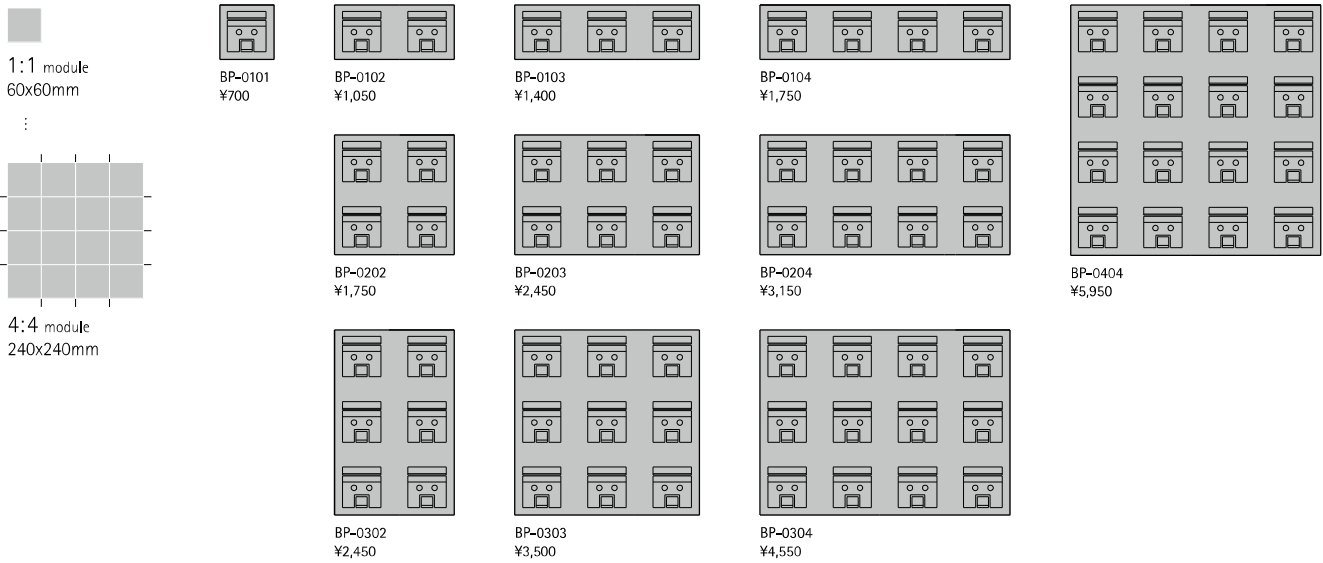 1:1 module
60x60mm
⋮
4:4 module
240x240mm
BP-0101
¥700
BP-0102
¥1,050
BP-0103
¥1,400
BP-0104
¥1,750
BP-0202
¥1,750
BP-0203
¥2,450
BP-0204
¥3,150
BP-0404
¥5,950
BP-0302
¥2,450
BP-0303
¥3,500
BP-0304
¥4,550